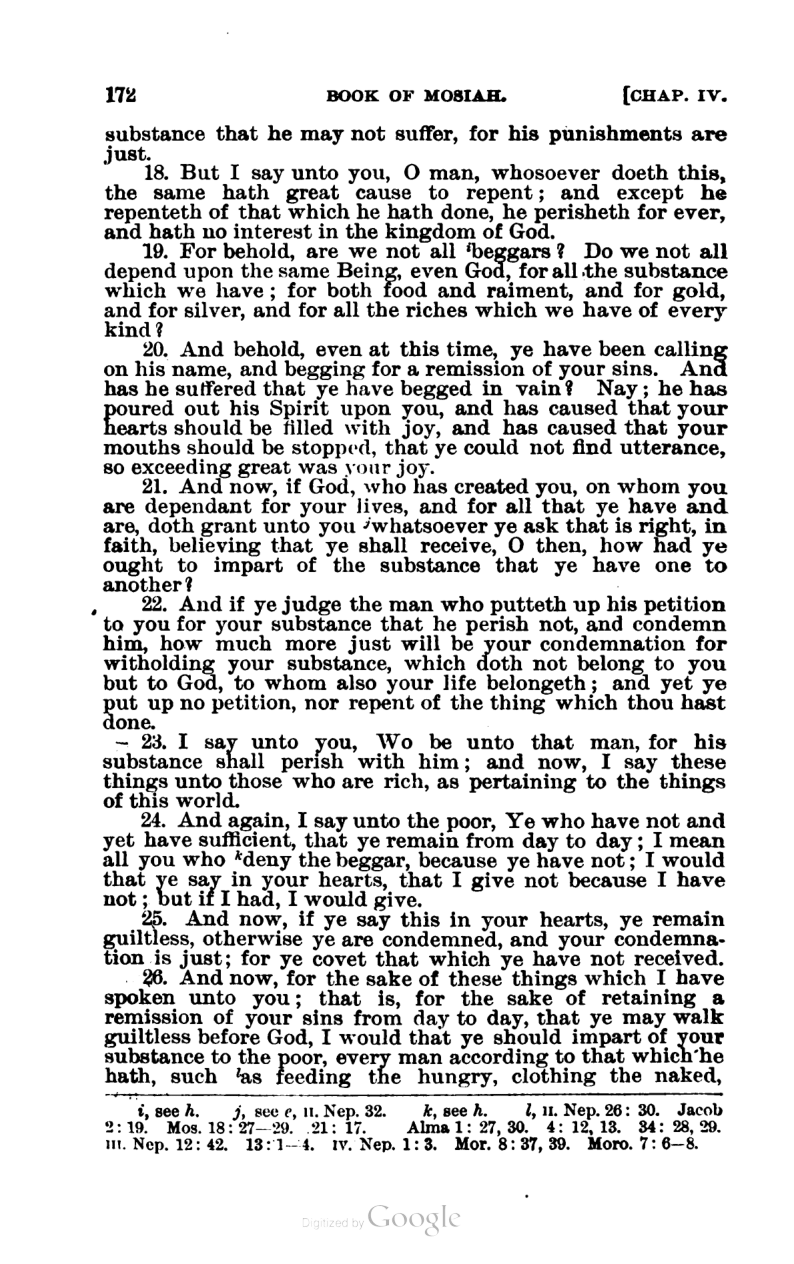 172 BOOK OF MOSIAH. [CHAP. IV.
substance that he may not suffer, for his punishments are
just.
18. But I say unto you, O man, whosoever doeth this,
the same hath great cause to repent; and except he
repenteth of that which he hath done, he perisheth for ever,
and hath no interest in the kingdom of God.
19. For behold, are we not all ⁱbeggars? Do we not all
depend upon the same Being, even God, for all the substance
which we have; for both food and raiment, and for gold,
and for silver, and for all the riches which we have of every
kind?
20. And behold, even at this time, ye have been calling
on his name, and begging for a remission of your sins. And
has he suffered that ye have begged in vain? Nay; he has
poured out his Spirit upon you, and has caused that your
hearts should be filled with joy, and has caused that your
mouths should be stopped, that ye could not find utterance,
so exceeding great was your joy.
21. And now, if God, who has created you, on whom you
are dependant for your lives, and for all that ye have and
are, doth grant unto you ʲwhatsoever ye ask that is right, in
faith, believing that ye shall receive, O then, how had ye
ought to impart of the substance that ye have one to
another?
22. And if ye judge the man who putteth up his petition
to you for your substance that he perish not, and condemn
him, how much more just will be your condemnation for
witholding your substance, which doth not belong to you
but to God, to whom also your life belongeth; and yet ye
put up no petition, nor repent of the thing which thou hast
done.
23. I say unto you, Wo be unto that man, for his
substance shall perish with him; and now, I say these
things unto those who are rich, as pertaining to the things
of this world.
24. And again, I say unto the poor, Ye who have not and
yet have sufficient, that ye remain from day to day; I mean
all you who ᵏdeny the beggar, because ye have not; I would
that ye say in your hearts, that I give not because I have
not; but if I had, I would give.
25. And now, if ye say this in your hearts, ye remain
guiltless, otherwise ye are condemned, and your condemna-
tion is just; for ye covet that which ye have not received.
26. And now, for the sake of these things which I have
spoken unto you; that is, for the sake of retaining a
remission of your sins from day to day, that ye may walk
guiltless before God, I would that ye should impart of your
substance to the poor, every man according to that which he
hath, such ˡas feeding the hungry, clothing the naked,
i, see h. j, see e, II. Nep. 32. k, see h. l, II. Nep. 26: 30. Jacob
2: 19. Mos. 18: 27—29. 21: 17. Alma 1: 27, 30. 4: 12, 13. 34: 28, 29.
III. Nep. 12: 42. 13: 1—4. IV. Nep. 1: 3. Mor. 8: 37, 39. Moro. 7: 6—8.
Digitized by Google